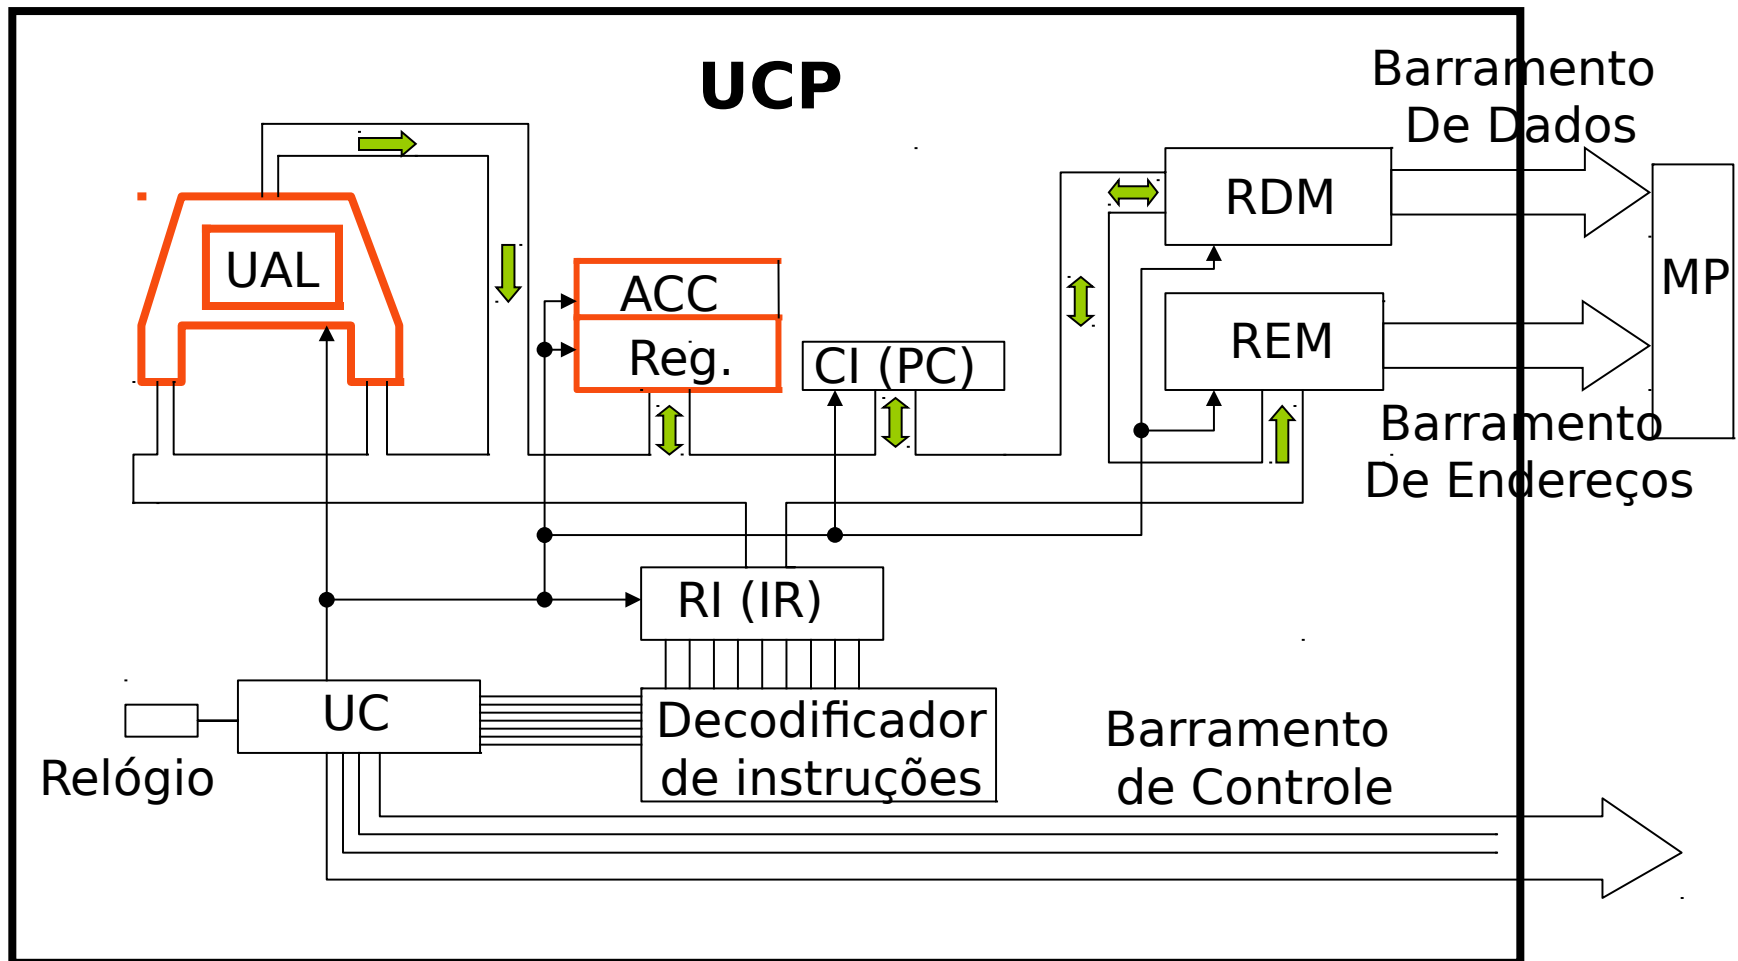 UCP
Barramento
De Dados
RDM
UAL
ACC
Reg.
CI (PC)
REM
MP
Barramento
De Endereços
RI (IR)
UC
Decodificador
de instruções
Relógio
Barramento
de Controle